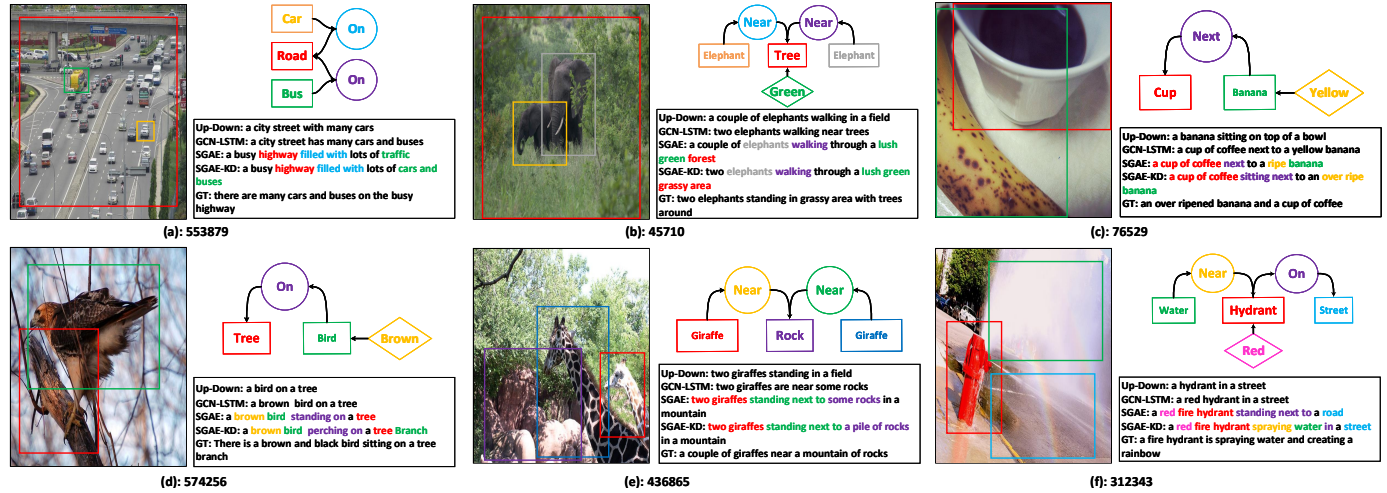 Car
On
Road
On
Bus
Up-Down: a city street with many cars
GCN-LSTM: a city street has many cars and buses
SGAE: a busy highway filled with lots of traffic
SGAE-KD: a busy highway filled with lots of cars and
buses
GT: there are many cars and buses on the busy
highway
(a): 553879
Near
Near
Elephant
Tree
Elephant
Green
Up-Down: a couple of elephants walking in a field
GCN-LSTM: two elephants walking near trees
SGAE: a couple of elephants walking through a lush
green forest
SGAE-KD: two elephants walking through a lush green
grassy area
GT: two elephants standing in grassy area with trees
around
(b): 45710
Next
Cup
Banana
Yellow
Up-Down: a banana sitting on top of a bowl
GCN-LSTM: a cup of coffee next to a yellow banana
SGAE: a cup of coffee next to a ripe banana
SGAE-KD: a cup of coffee sitting next to an over ripe
banana
GT: an over ripened banana and a cup of coffee
(c): 76529
On
Tree
Bird
Brown
Up-Down: a bird on a tree
GCN-LSTM: a brown bird on a tree
SGAE: a brown bird standing on a tree
SGAE-KD: a brown bird perching on a tree Branch
GT: There is a brown and black bird sitting on a tree
branch
(d): 574256
Near
Near
Giraffe
Rock
Giraffe
Up-Down: two giraffes standing in a field
GCN-LSTM: two giraffes are near some rocks
SGAE: two giraffes standing next to some rocks in a
mountain
SGAE-KD: two giraffes standing next to a pile of rocks
in a mountain
GT: a couple of giraffes near a mountain of rocks
(e): 436865
Near
On
Water
Hydrant
Street
Red
Up-Down: a hydrant in a street
GCN-LSTM: a red hydrant in a street
SGAE: a red fire hydrant standing next to a road
SGAE-KD: a red fire hydrant spraying water in a street
GT: a fire hydrant is spraying water and creating a
rainbow
(f): 312343